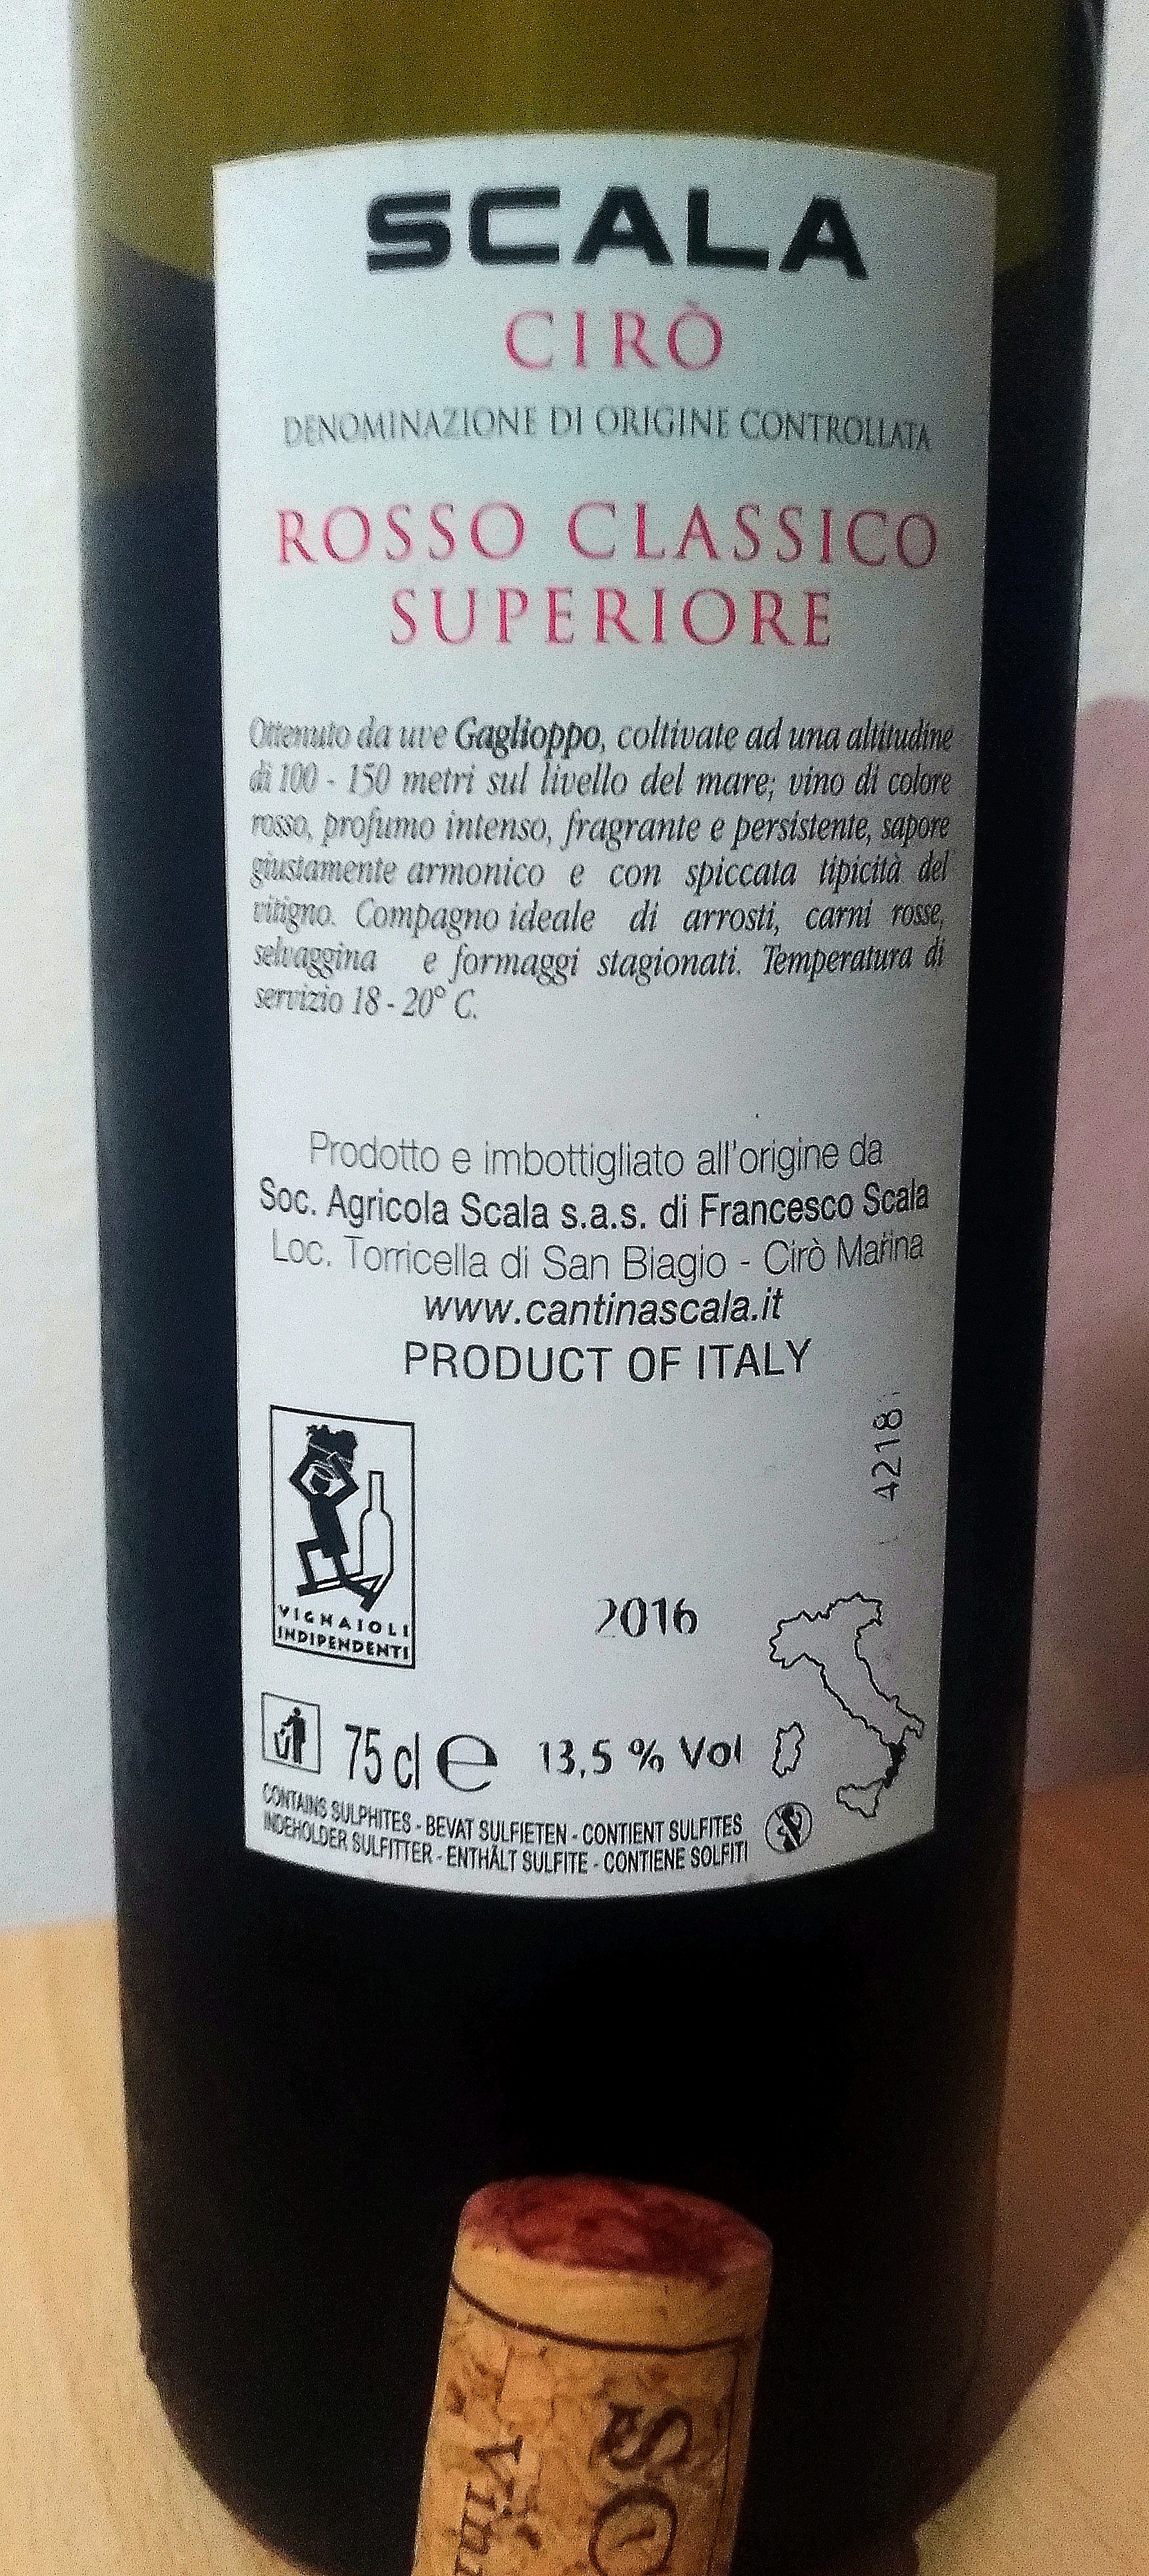 SCALA
CIRÒ
DENOMINAZIONE DI ORIGINE CONTROLLATA
ROSSO CLASSICO
SUPERIORE
Ottenuto da uve Gaglioppo, coltivate ad una altitudine
di 100 - 150 metri sul livello del mare; vino di colore
rosso, profumo intenso, fragrante e persistente, sapore
giustamente armonico e con spiccata tipicità del
vitigno. Compagno ideale di arrosti, carni rosse,
selvaggina e formaggi stagionati. Temperatura di
servizio 18 - 20° C.
Prodotto e imbottigliato all'origine da
Soc. Agricola Scala s.a.s. di Francesco Scala
Loc. Torricella di San Biagio - Cirò Marina
www.cantinascala.it
PRODUCT OF ITALY
4218
VIGNAIOLI
INDIPENDENTI
2016
75 cl e 13,5 % Vol
CONTAINS SULPHITES - BEVAT SULFIETEN - CONTIENT SULFITES
INDEHOLDER SULFITTER - ENTHÄLT SULFITE - CONTIENE SOLFITI